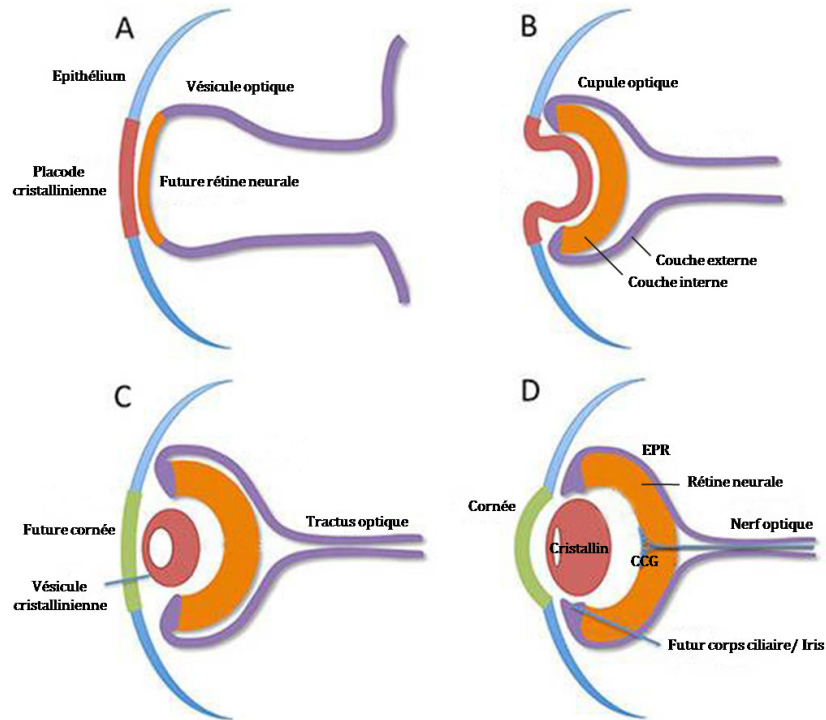 A
Epithélium
Vésicule optique
Placode
cristallinienne
Future rétine neurale
B
Cupule optique
Couche externe
Couche interne
C
Future cornée
Tractus optique
Vésicule
cristallinienne
D
EPR
Rétine neurale
Cornée
Nerf optique
Cristallin
CCG
Futur corps ciliaire/ Iris